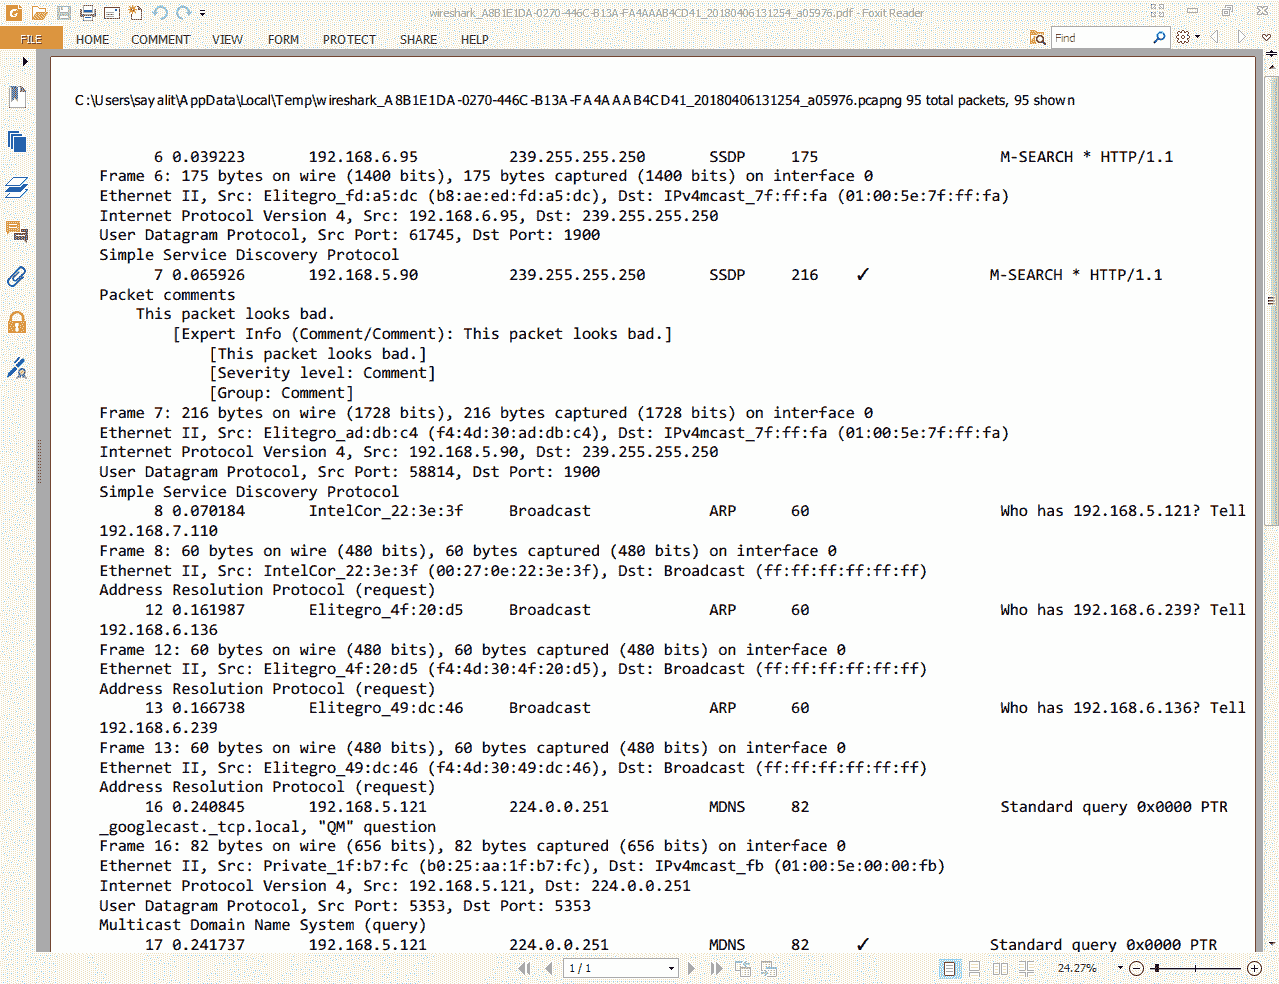 wireshark_A8B1E1DA-0270-446C-B13A-FA4AAAB4CD41_20180406131254_a05976.pdf - Foxit Reader
FILE HOME COMMENT VIEW FORM PROTECT SHARE HELP Find
C:\Users\sayalit\AppData\Local\Temp\wireshark_A8B1E1DA-0270-446C-B13A-FA4AAAB4CD41_20180406131254_a05976.pcapng 95 total packets, 95 shown
6 0.039223 192.168.6.95 239.255.255.250 SSDP 175 M-SEARCH * HTTP/1.1
Frame 6: 175 bytes on wire (1400 bits), 175 bytes captured (1400 bits) on interface 0
Ethernet II, Src: Elitegro_fd:a5:dc (b8:ae:ed:fd:a5:dc), Dst: IPv4mcast_7f:ff:fa (01:00:5e:7f:ff:fa)
Internet Protocol Version 4, Src: 192.168.6.95, Dst: 239.255.255.250
User Datagram Protocol, Src Port: 61745, Dst Port: 1900
Simple Service Discovery Protocol
7 0.065926 192.168.5.90 239.255.255.250 SSDP 216 ✓ M-SEARCH * HTTP/1.1
Packet comments
This packet looks bad.
[Expert Info (Comment/Comment): This packet looks bad.]
[This packet looks bad.]
[Severity level: Comment]
[Group: Comment]
Frame 7: 216 bytes on wire (1728 bits), 216 bytes captured (1728 bits) on interface 0
Ethernet II, Src: Elitegro_ad:db:c4 (f4:4d:30:ad:db:c4), Dst: IPv4mcast_7f:ff:fa (01:00:5e:7f:ff:fa)
Internet Protocol Version 4, Src: 192.168.5.90, Dst: 239.255.255.250
User Datagram Protocol, Src Port: 58814, Dst Port: 1900
Simple Service Discovery Protocol
8 0.070184 IntelCor_22:3e:3f Broadcast ARP 60 Who has 192.168.5.121? Tell
192.168.7.110
Frame 8: 60 bytes on wire (480 bits), 60 bytes captured (480 bits) on interface 0
Ethernet II, Src: IntelCor_22:3e:3f (00:27:0e:22:3e:3f), Dst: Broadcast (ff:ff:ff:ff:ff:ff)
Address Resolution Protocol (request)
12 0.161987 Elitegro_4f:20:d5 Broadcast ARP 60 Who has 192.168.6.239? Tell
192.168.6.136
Frame 12: 60 bytes on wire (480 bits), 60 bytes captured (480 bits) on interface 0
Ethernet II, Src: Elitegro_4f:20:d5 (f4:4d:30:4f:20:d5), Dst: Broadcast (ff:ff:ff:ff:ff:ff)
Address Resolution Protocol (request)
13 0.166738 Elitegro_49:dc:46 Broadcast ARP 60 Who has 192.168.6.136? Tell
192.168.6.239
Frame 13: 60 bytes on wire (480 bits), 60 bytes captured (480 bits) on interface 0
Ethernet II, Src: Elitegro_49:dc:46 (f4:4d:30:49:dc:46), Dst: Broadcast (ff:ff:ff:ff:ff:ff)
Address Resolution Protocol (request)
16 0.240845 192.168.5.121 224.0.0.251 MDNS 82 Standard query 0x0000 PTR
_googlecast._tcp.local, "QM" question
Frame 16: 82 bytes on wire (656 bits), 82 bytes captured (656 bits) on interface 0
Ethernet II, Src: Private_1f:b7:fc (b0:25:aa:1f:b7:fc), Dst: IPv4mcast_fb (01:00:5e:00:00:fb)
Internet Protocol Version 4, Src: 192.168.5.121, Dst: 224.0.0.251
User Datagram Protocol, Src Port: 5353, Dst Port: 5353
Multicast Domain Name System (query)
17 0.241737 192.168.5.121 224.0.0.251 MDNS 82 ✓ Standard query 0x0000 PTR
1 / 1 24.27%